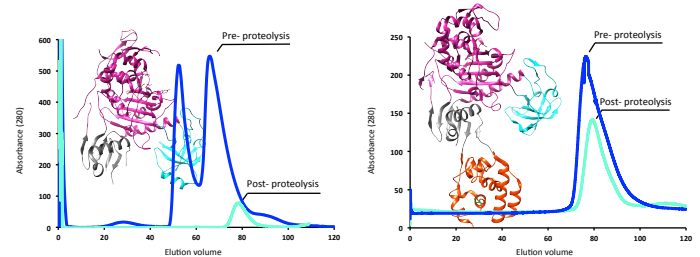 Pre- proteolysis
Post- proteolysis
Absorbance (280)
600
500
400
300
200
100
0
0 20 40 60 80 100 120
Elution volume
Pre- proteolysis
Post- proteolysis
Absorbance (280)
250
200
150
100
50
0
0 20 40 60 80 100 120
Elution volume